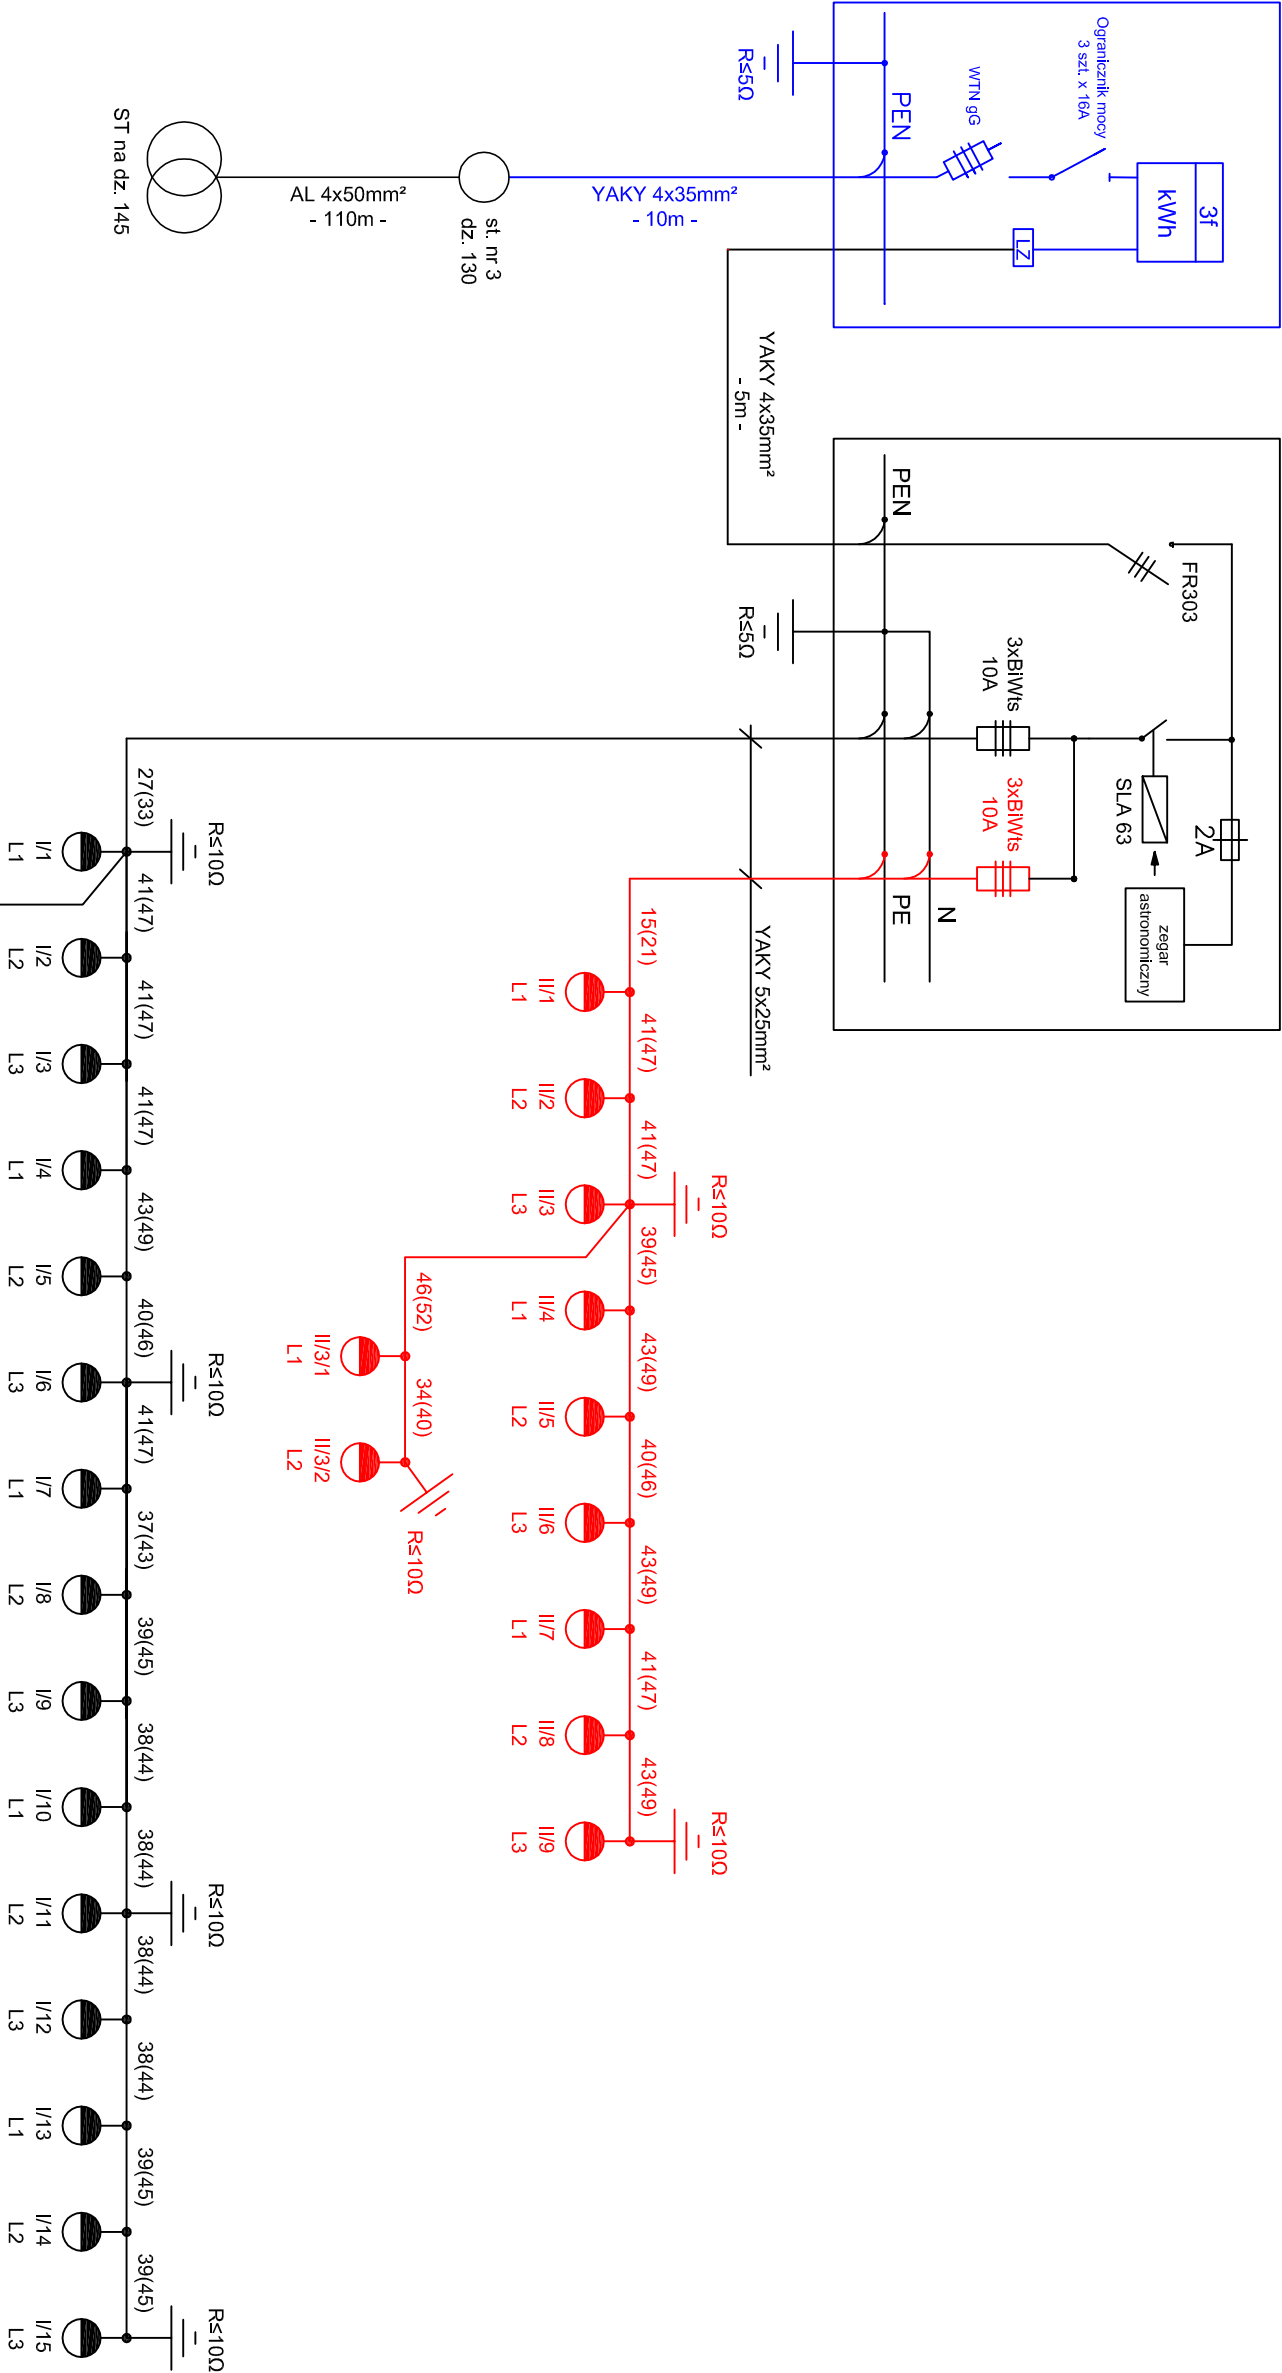 Ogranicznik mocy
3 szt. x 16A
3f
kWh
WTN gG
PEN
R≤5Ω
LZ
YAKY 4x35mm²
- 10m -
AL 4x50mm²
- 110m -
st. nr 3
dz. 130
ST na dz. 145
YAKY 4x35mm²
- 5m -
PEN
FR303
R≤5Ω
3xBiWts
10A
3xBiWts
10A
SLA 63
2A
zegar
astronomiczny
N
PE
YAKY 5x25mm²
15(21)
41(47)
41(47)
39(45)
43(49)
40(46)
43(49)
41(47)
43(49)
R≤10Ω
R≤10Ω
II/1
L1
II/2
L2
II/3
L3
II/4
L1
II/5
L2
II/6
L3
II/7
L1
II/8
L2
II/9
L3
46(52)
34(40)
II/3/1
L1
II/3/2
L2
R≤10Ω
R≤10Ω
R≤10Ω
R≤10Ω
R≤10Ω
27(33)
41(47)
41(47)
41(47)
43(49)
40(46)
41(47)
37(43)
39(45)
38(44)
38(44)
38(44)
38(44)
39(45)
39(45)
I/1
L1
I/2
L2
I/3
L3
I/4
L1
I/5
L2
I/6
L3
I/7
L1
I/8
L2
I/9
L3
I/10
L1
I/11
L2
I/12
L3
I/13
L1
I/14
L2
I/15
L3